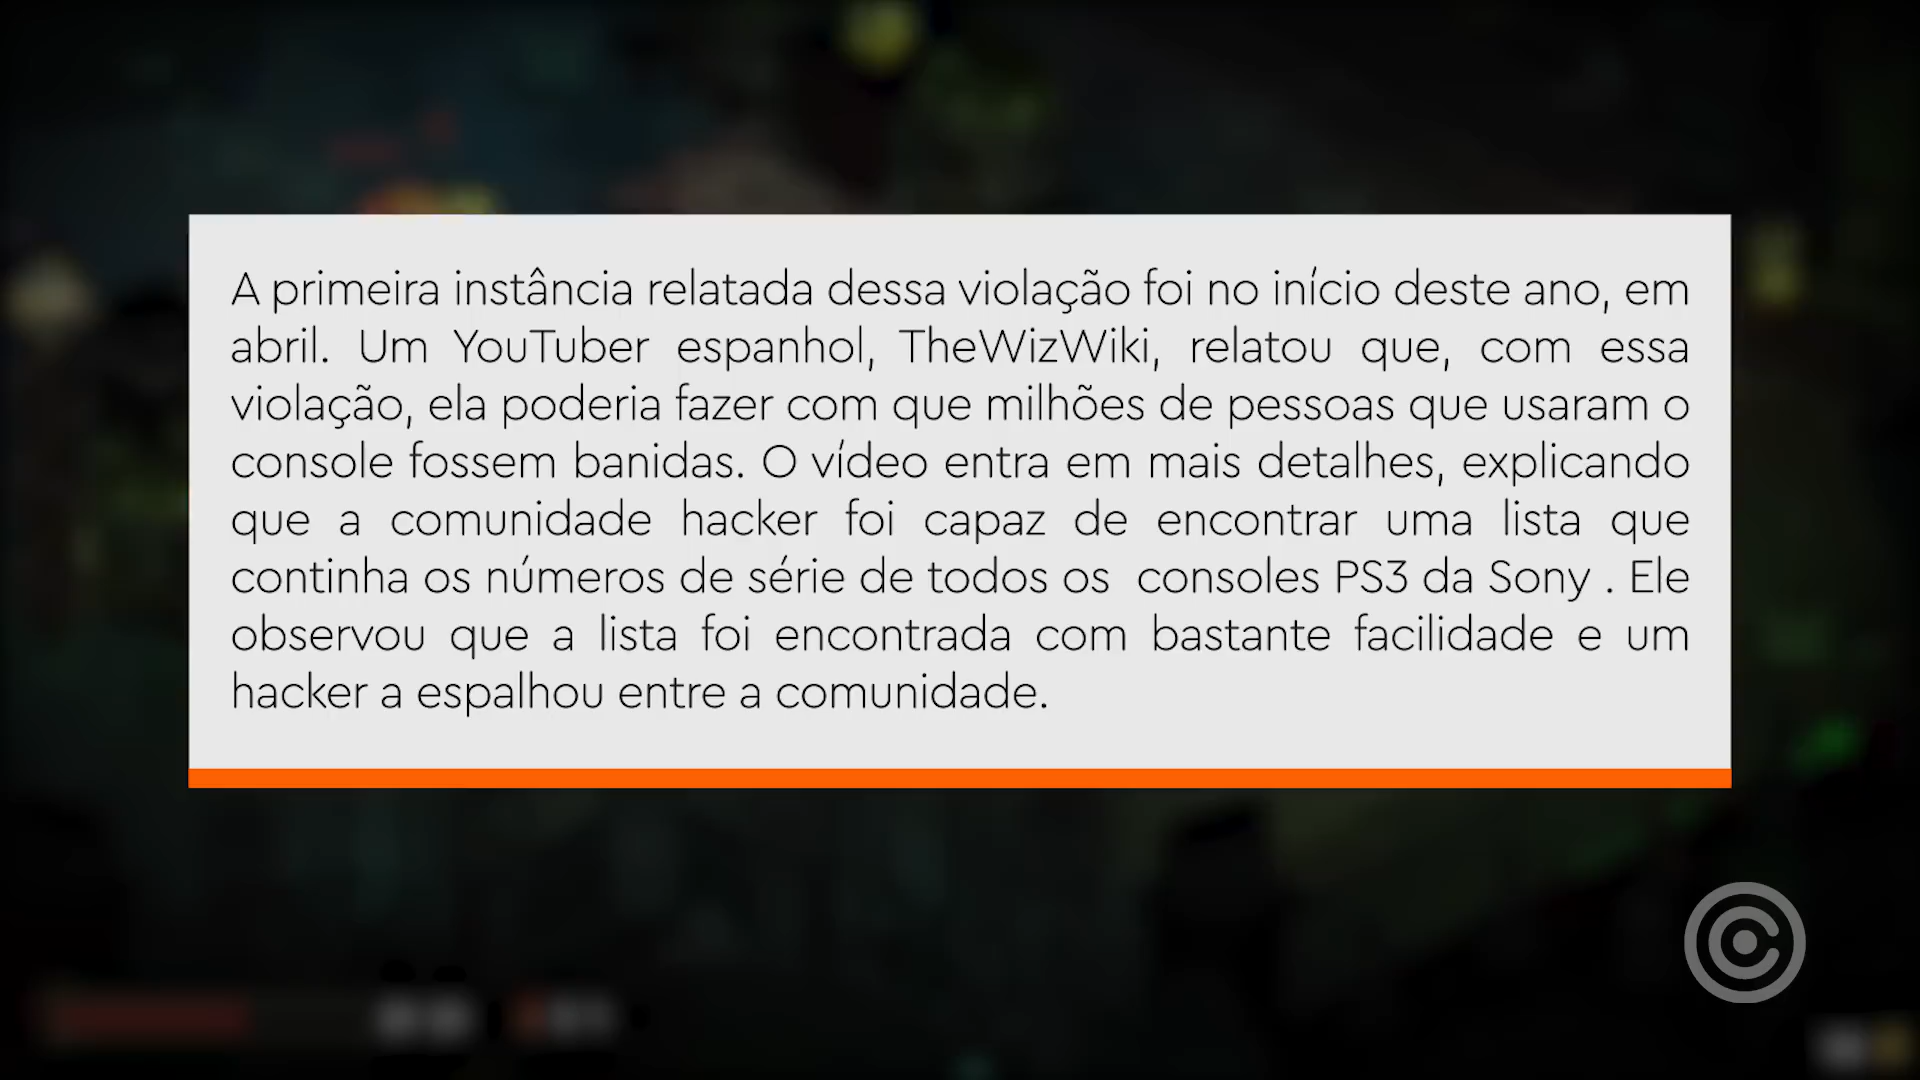 A primeira instância relatada dessa violação foi no início deste ano, em
abril. Um YouTuber espanhol, TheWizWiki, relatou que, com essa
violação, ela poderia fazer com que milhões de pessoas que usaram o
console fossem banidas. O vídeo entra em mais detalhes, explicando
que a comunidade hacker foi capaz de encontrar uma lista que
continha os números de série de todos os  consoles PS3 da Sony . Ele
observou que a lista foi encontrada com bastante facilidade e um
hacker a espalhou entre a comunidade.